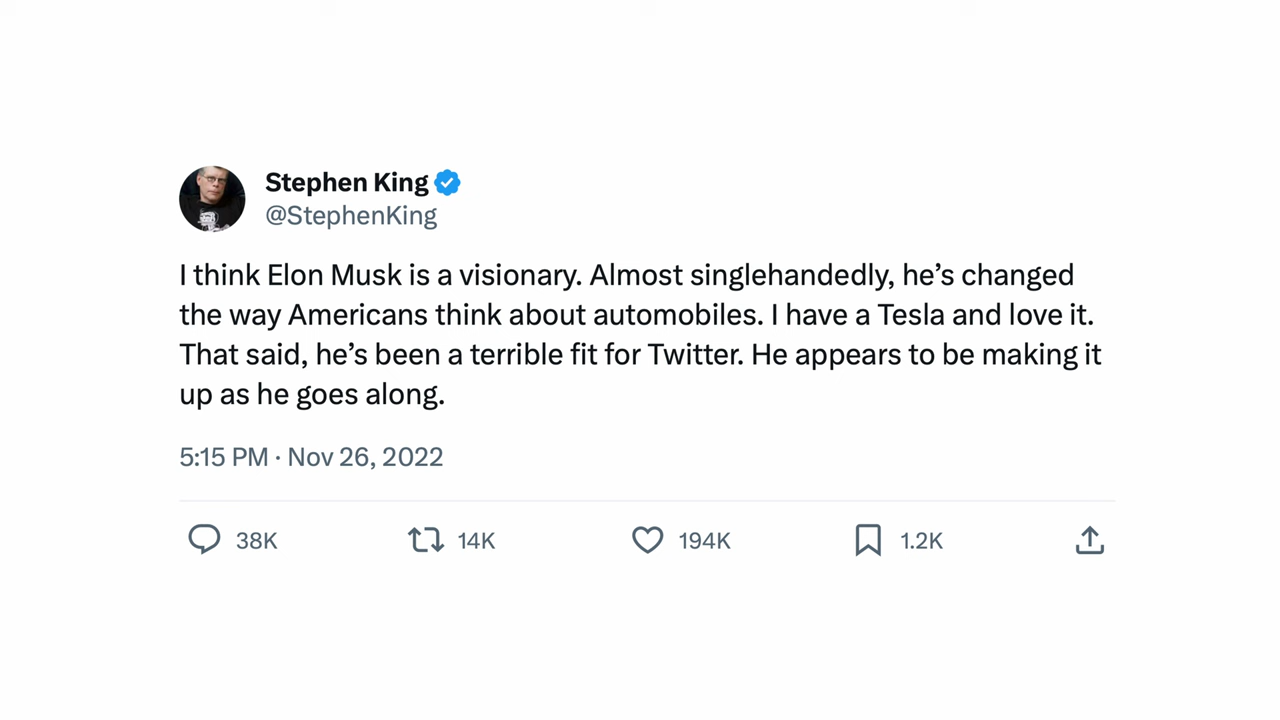 Stephen King
@StephenKing
I think Elon Musk is a visionary. Almost singlehandedly, he’s changed
the way Americans think about automobiles. I have a Tesla and love it.
That said, he’s been a terrible fit for Twitter. He appears to be making it
up as he goes along.
5:15 PM · Nov 26, 2022
38K 14K 194K 1.2K